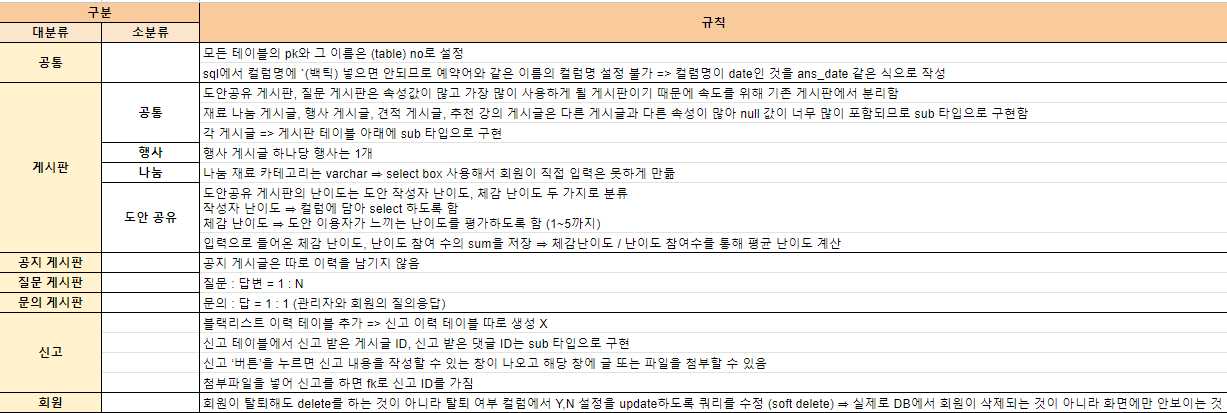 구분
규칙
대분류
소분류
공통
모든 테이블의 pk와 그 이름은 (table) no로 설정
sql에서 컬럼명에 `(백틱) 넣으면 안되므로 예약어와 같은 이름의 컬럼명 설정 불가 => 컬렴명이 date인 것을 ans_date 같은 식으로 작성
게시판
공통
도안공유 게시판, 질문 게시판은 속성값이 많고 가장 많이 사용하게 될 게시판이기 때문에 속도를 위해 기존 게시판에서 분리함
재료 나눔 게시글, 행사 게시글, 견적 게시글, 추천 강의 게시글은 다른 게시글과 다른 속성이 많아 null 값이 너무 많이 포함되므로 sub 타입으로 구현함
각 게시글 => 게시판 테이블 아래에 sub 타입으로 구현
행사
행사 게시글 하나당 행사는 1개
나눔
나눔 재료 카테고리는 varchar ⇒ select box 사용해서 회원이 직접 입력은 못하게 만듦
도안 공유
도안공유 게시판의 난이도는 도안 작성자 난이도, 체감 난이도 두 가지로 분류
작성자 난이도 ⇒ 컬럼에 담아 select 하도록 함
체감 난이도 ⇒ 도안 이용자가 느끼는 난이도를 평가하도록 함 (1~5까지)
입력으로 들어온 체감 난이도, 난이도 참여 수의 sum을 저장 ⇒ 체감난이도 / 난이도 참여수를 통해 평균 난이도 계산
공지 게시판
공지 게시글은 따로 이력을 남기지 않음
질문 게시판
질문 : 답변 = 1 : N
문의 게시판
문의 : 답 = 1 : 1 (관리자와 회원의 질의응답)
신고
블랙리스트 이력 테이블 추가 => 신고 이력 테이블 따로 생성 X
신고 테이블에서 신고 받은 게시글 ID, 신고 받은 댓글 ID는 sub 타입으로 구현
신고 ‘버튼’을 누르면 신고 내용을 작성할 수 있는 창이 나오고 해당 창에 글 또는 파일을 첨부할 수 있음
첨부파일을 넣어 신고를 하면 fk로 신고 ID를 가짐
회원
회원이 탈퇴해도 delete를 하는 것이 아니라 탈퇴 여부 컬럼에서 Y,N 설정을 update하도록 쿼리를 수정 (soft delete) ⇒ 실제로 DB에서 회원이 삭제되는 것이 아니라 화면에만 안보이는 것